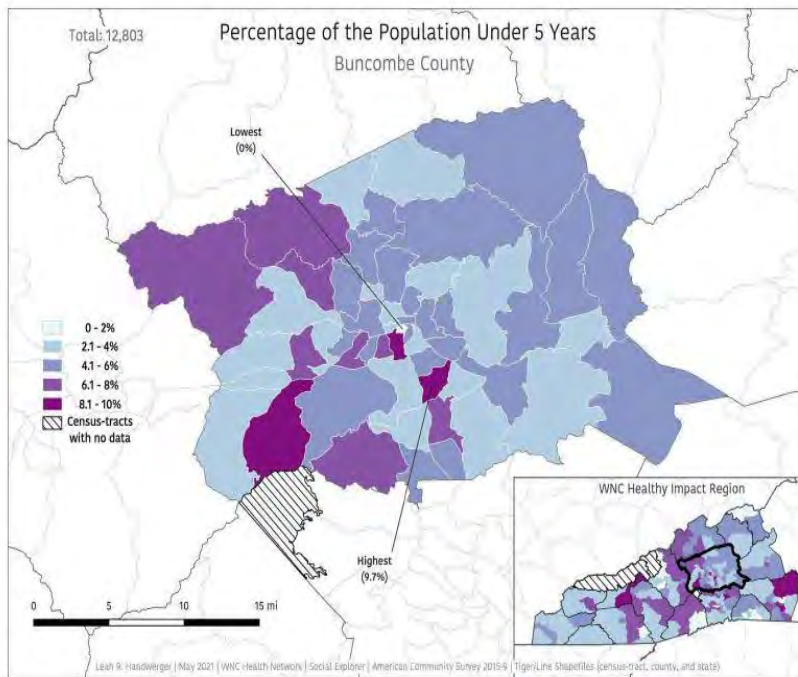 Total: 12,803
Percentage of the Population Under 5 Years
Buncombe County
Lowest
(0%)
0 - 2%
2.1 - 4%
4.1 - 6%
6.1 - 8%
8.1 - 10%
Census-tracts
with no data
Highest
(9.7%)
WNC Healthy Impact Region
0 5 10 15 mi
Leah R. Handwerger | May 2021 | WNC Health Network | Social Explorer | American Community Survey 2015-9 | Tiger/Line Shapefiles (census-tract, county, and state)